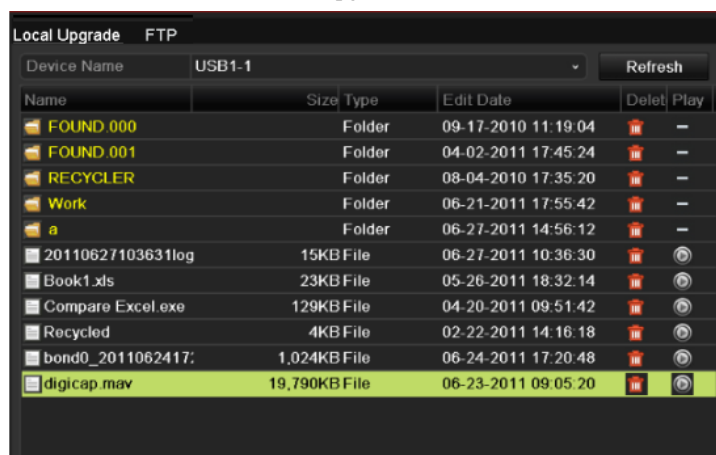 Local Upgrade FTP
Device Name USB1-1 Refresh
Name Size Type Edit Date Delet Play
FOUND.000 Folder 09-17-2010 11:19:04 –
FOUND.001 Folder 04-02-2011 17:45:24 –
RECYCLER Folder 08-04-2010 17:35:20 –
Work Folder 06-21-2011 17:55:42 –
a Folder 06-27-2011 14:56:12 –
20110627103631log 15KB File 06-27-2011 10:36:30
Book1.xls 23KB File 05-26-2011 18:32:14
Compare Excel.exe 129KB File 04-20-2011 09:51:42
Recycled 4KB File 02-22-2011 14:16:18
bond0_2011062417: 1,024KB File 06-24-2011 17:20:48
digicap.mav 19,790KB File 06-23-2011 09:05:20